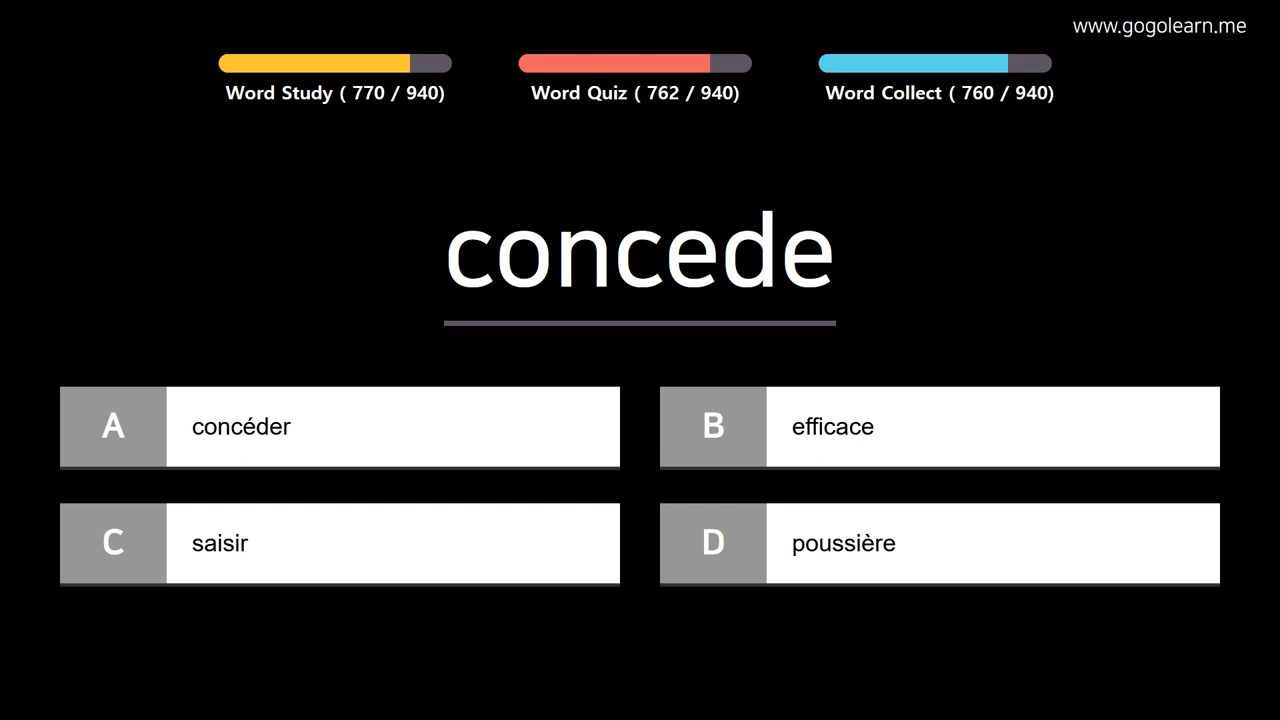 www.gogolearn.me
Word Study ( 770 / 940)
Word Quiz ( 762 / 940)
Word Collect ( 760 / 940)
concede
A
concéder
B
efficace
C
saisir
D
poussière